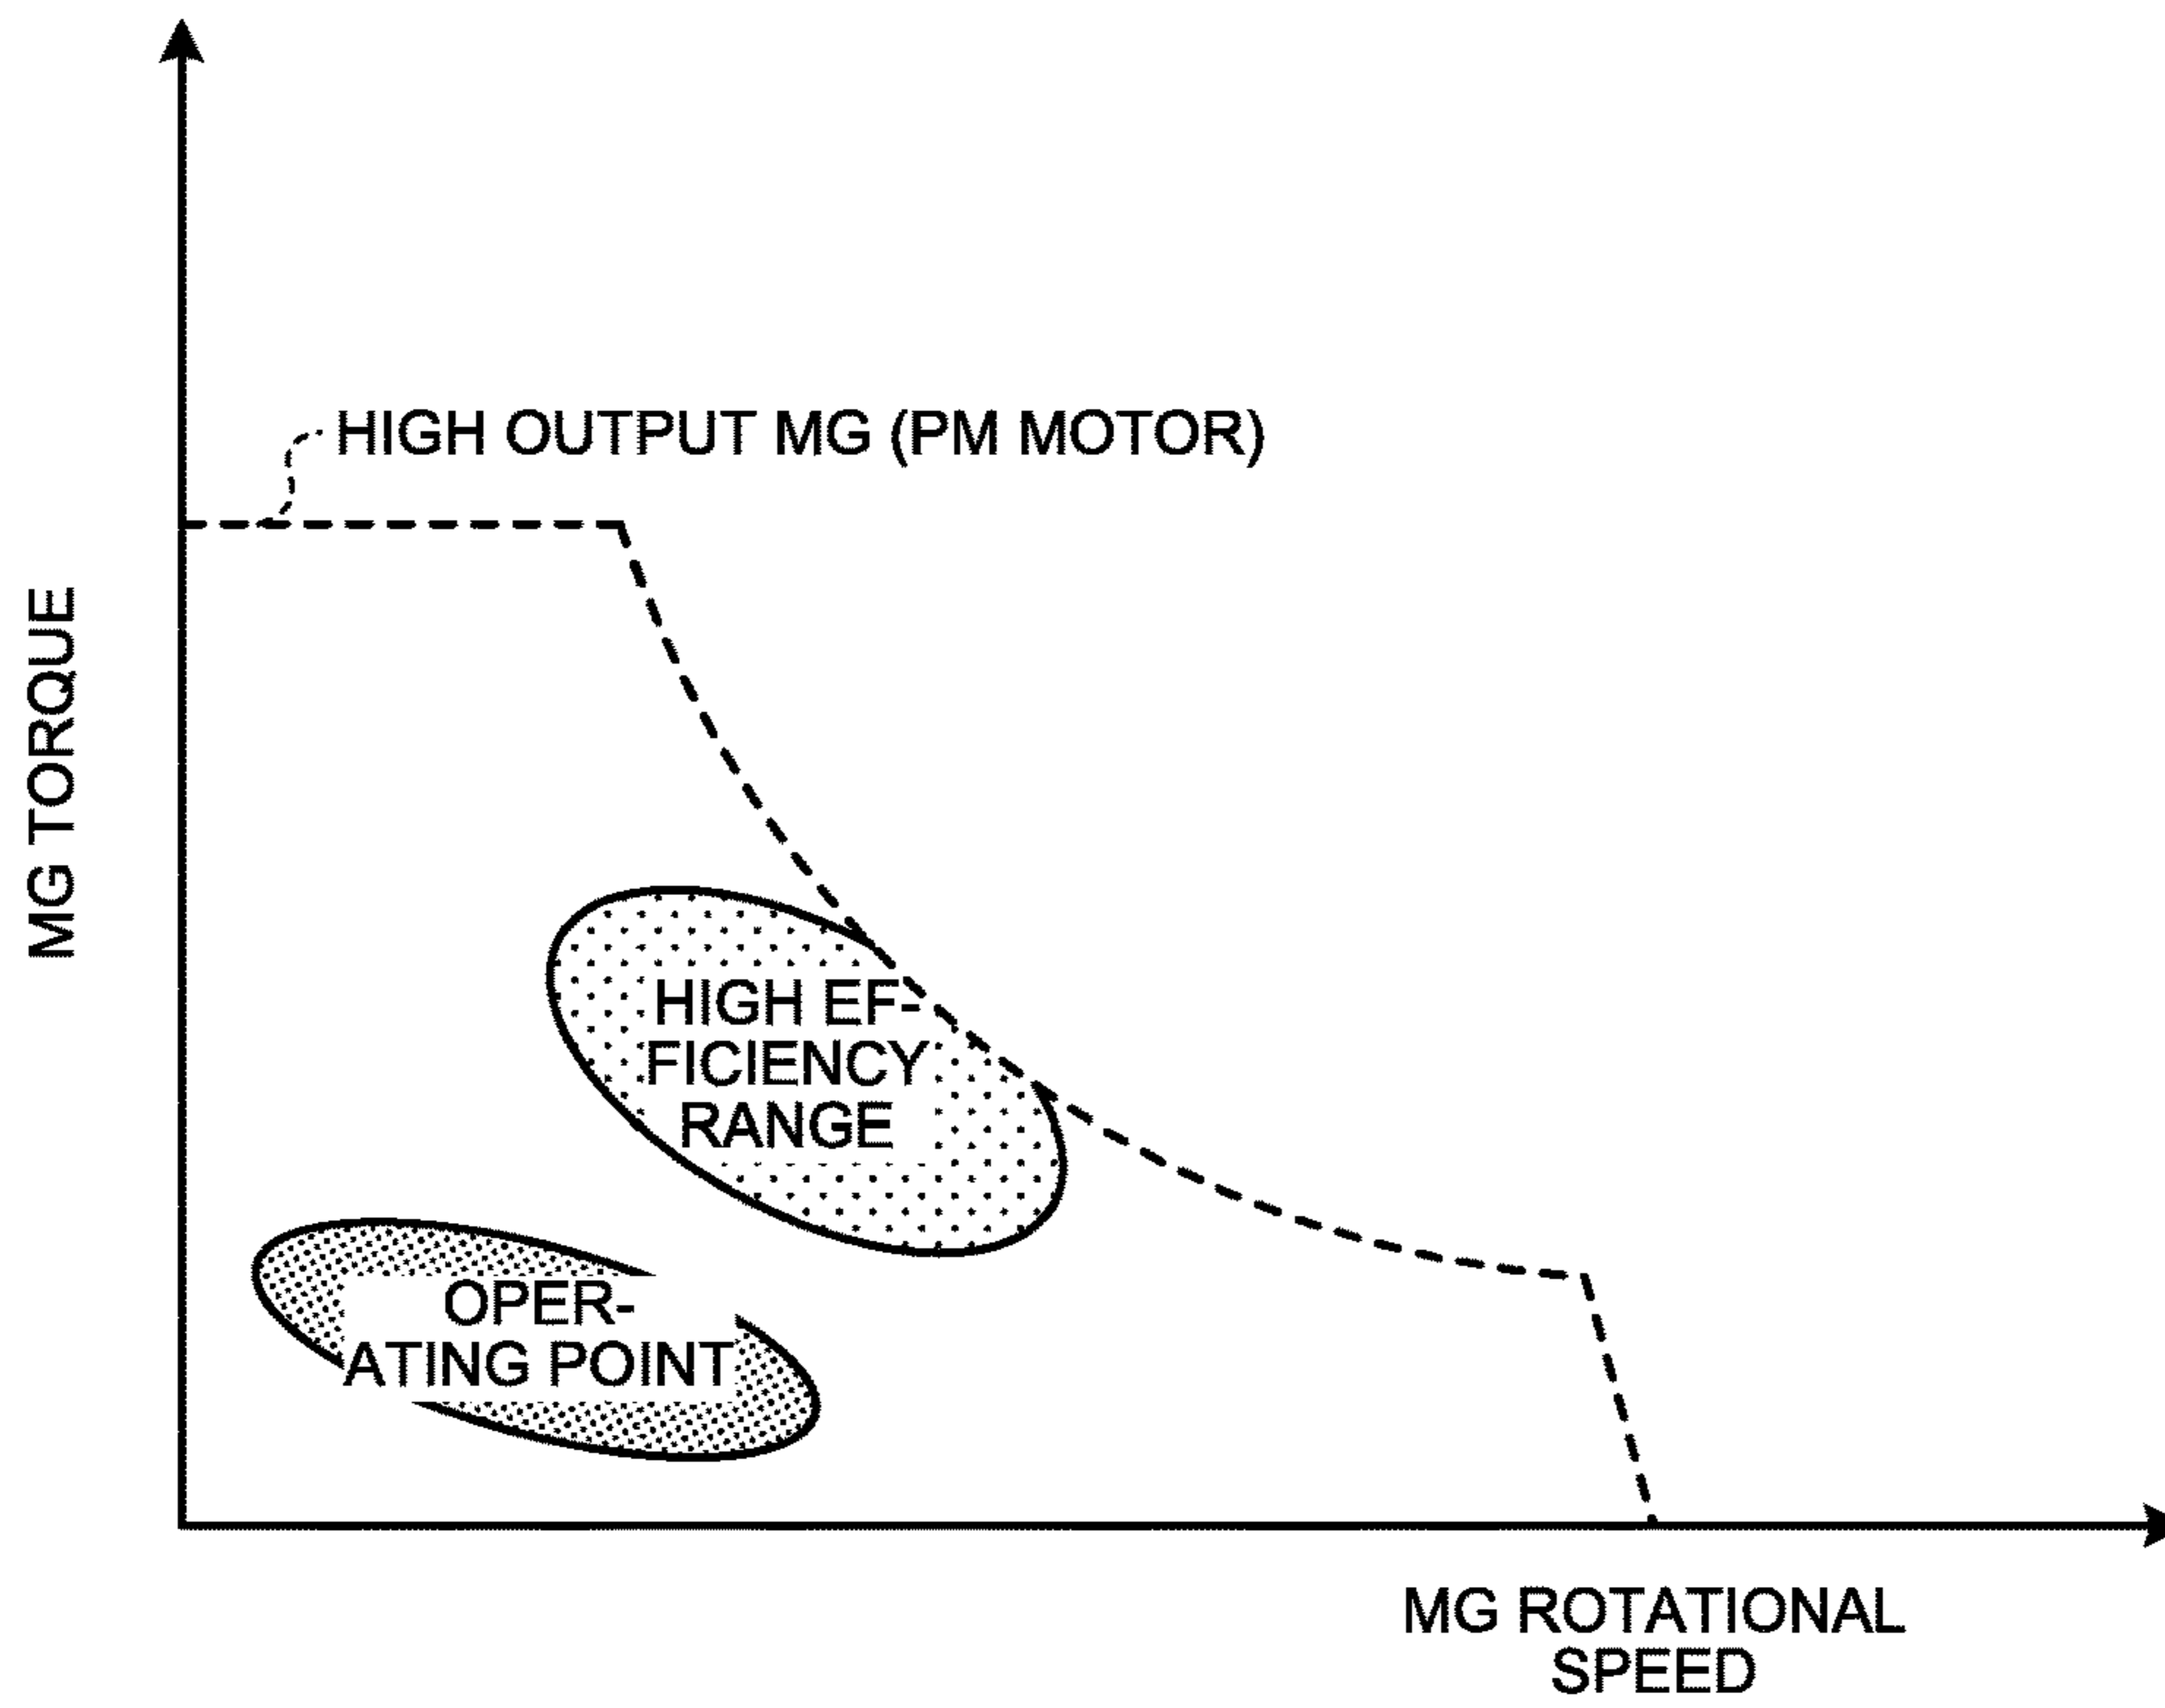 HIGH OUTPUT MG (PM MOTOR)
MG TORQUE
HIGH EF-
FICIENCY
RANGE
OPER-
ATING POINT
MG ROTATIONAL
SPEED